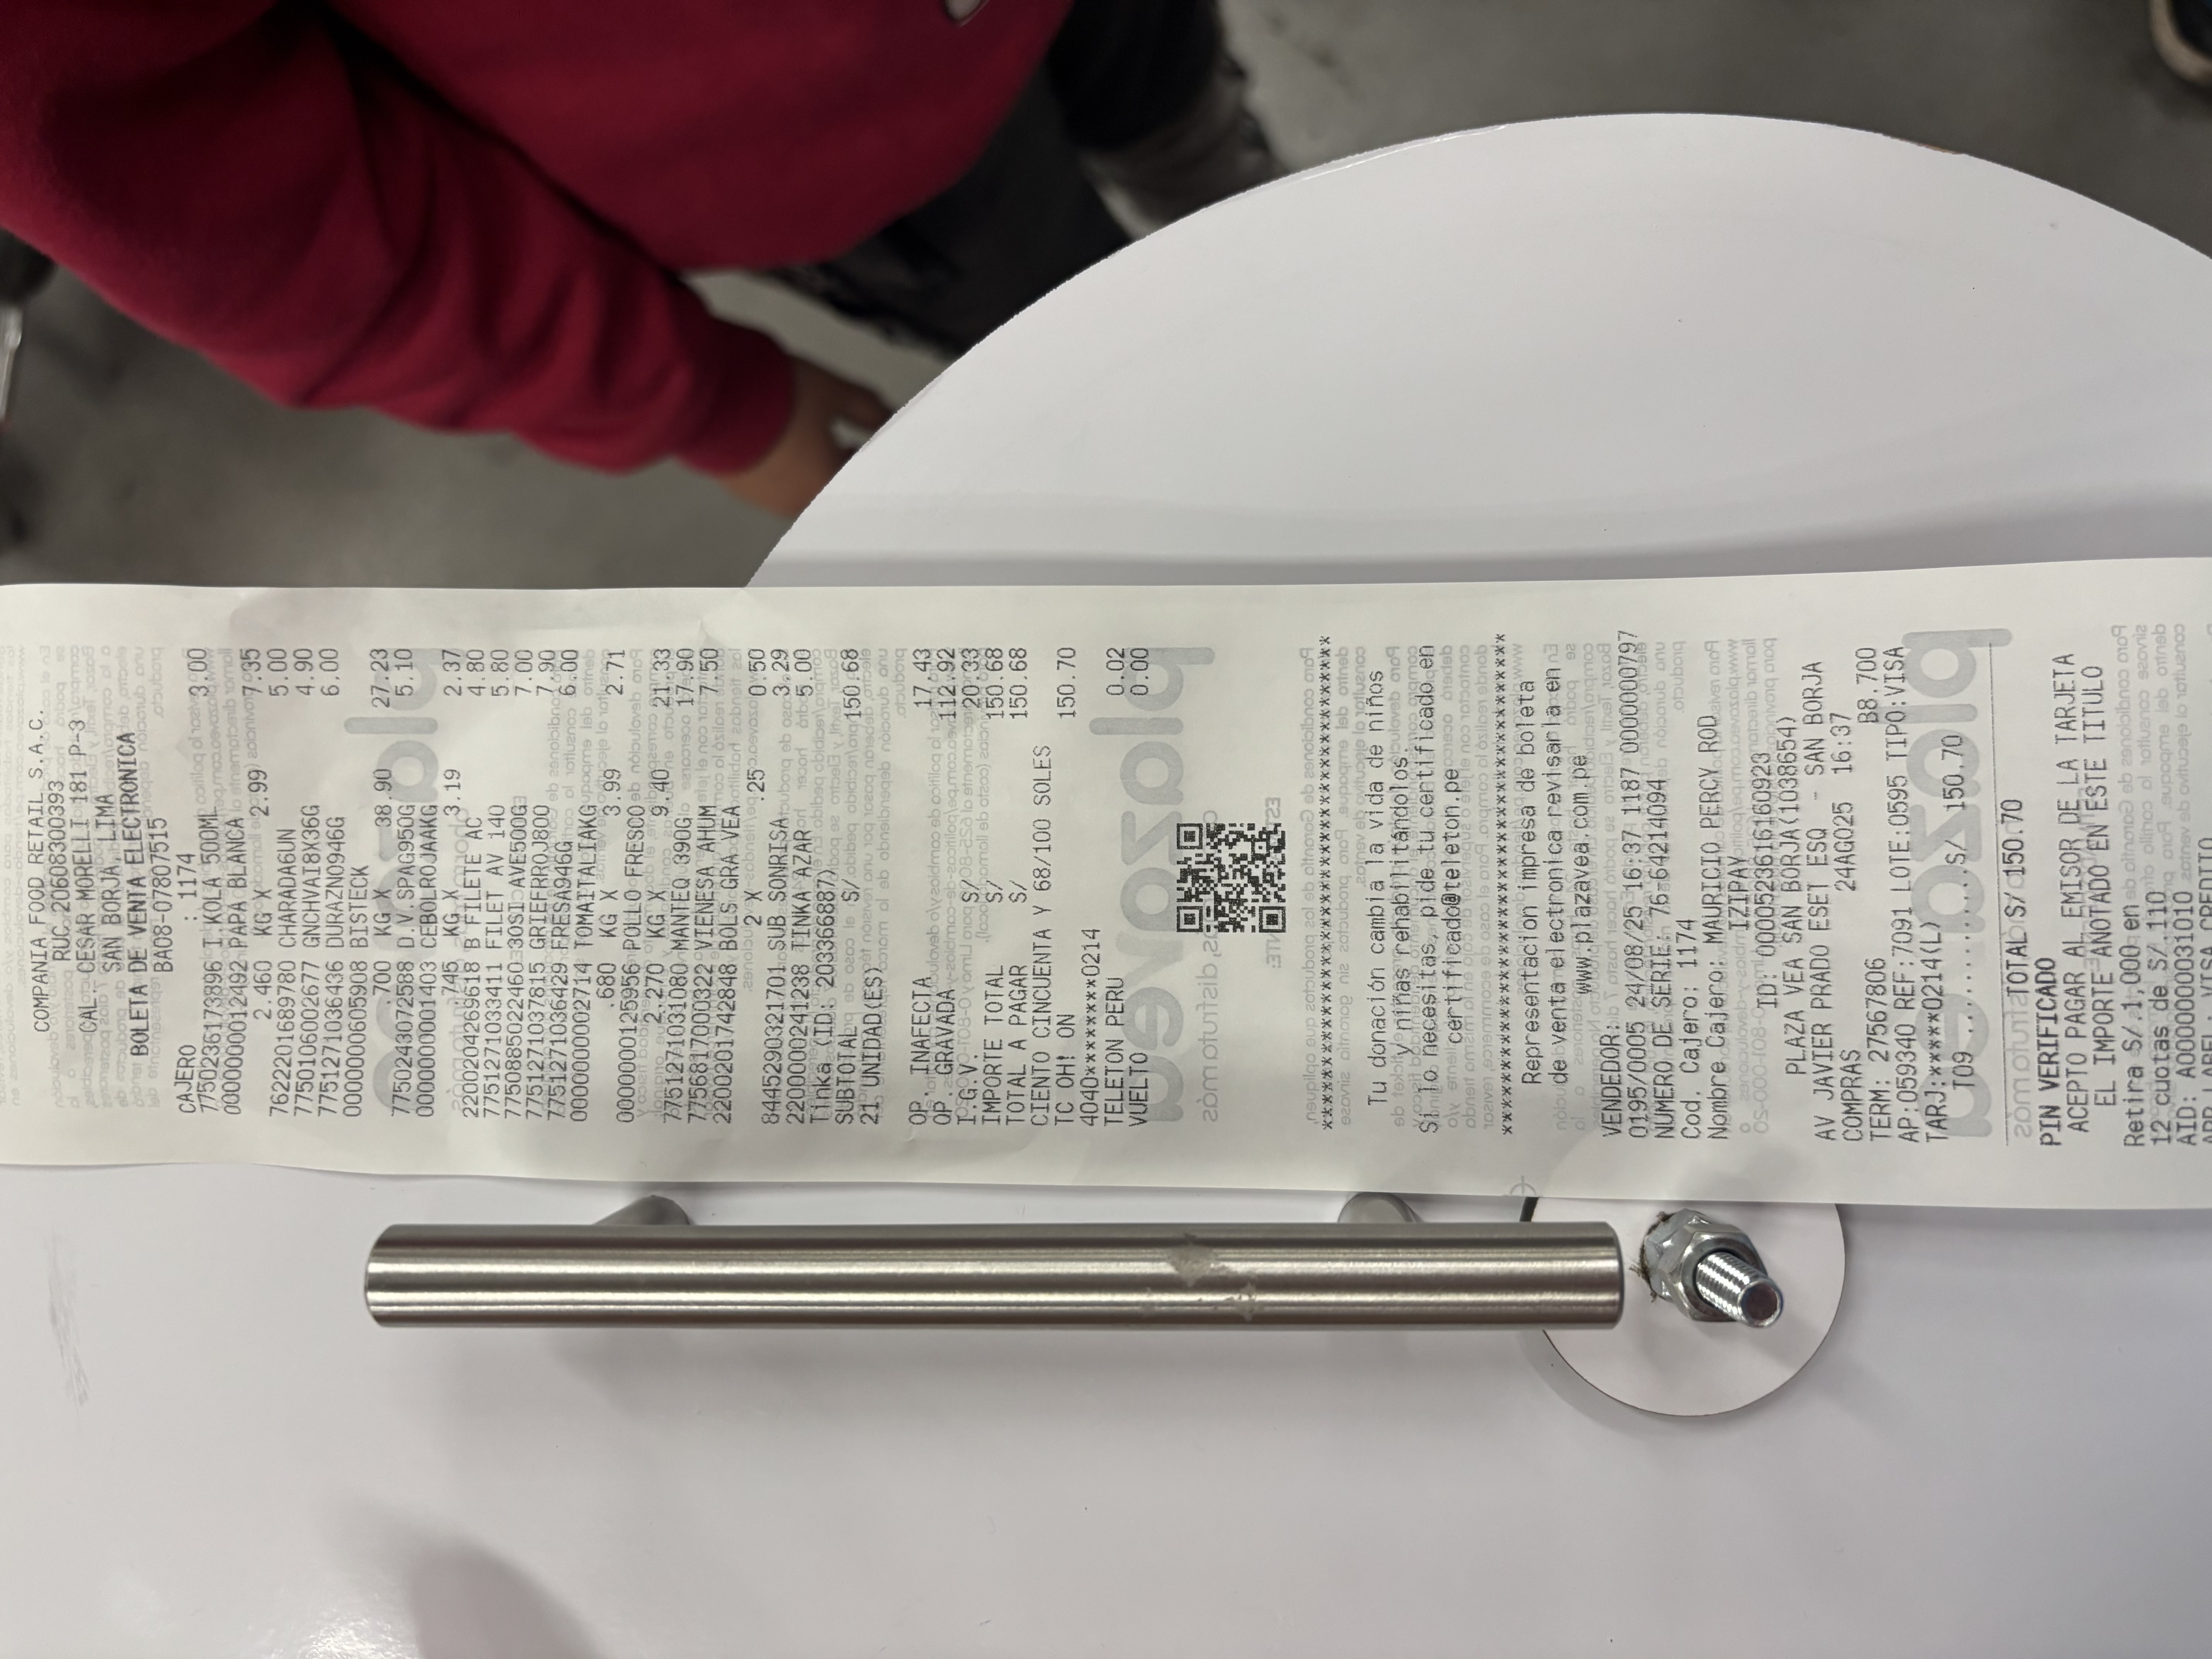 COMPANIA FOOD RETAIL S.A.C.
RUC 20608300393
CAL. CESAR MORELLI 181 P-3
SAN BORJA, LIMA
BOLETA DE VENTA ELECTRONICA
BA08-07807515
CAJERO : 1174
7750236173896 I.KOLA 500ML 3.00
0000000012492 PAPA BLANCA
2.460 KG X 2.99 7.35
7622201689780 CHARADA6UN 5.00
7750106002677 GNCHVAI8X36G 4.90
7751271036436 DURAZNO946G 6.00
0000000605908 BISTECK
.700 KG X 38.90 27.23
7750243072588 D.V.SPAG950G 5.10
0000000001403 CEBOLROJAAKG
.745 KG X 3.19 2.37
2200204269618 B FILETE AC 4.80
7751271033411 FILET AV 140 5.80
7750885022460 30SI AVE500G 7.00
7751271037815 GRIEFRROJ800 7.90
7751271036429 FRESA946G 6.00
0000000002714 TOMAITALIAKG
.680 KG X 3.99 2.71
0000000125956 POLLO FRESCO
2.270 KG X 9.40 21.33
7751271031080 MANTEQ 390G 17.90
7756817000322 VIENESA AHUM 7.50
2200201742848 BOLS GRA VEA
2 X .25 0.50
8445290321701 SUB SONRISA 3.29
2200000241238 TINKA AZAR 5.00
Tinka (ID: 203366887)
SUBTOTAL S/ 150.68
21 UNIDAD(ES)
OP. INAFECTA 17.43
OP. GRAVADA 112.92
I.G.V. S/ 20.33
IMPORTE TOTAL S/ 150.68
TOTAL A PAGAR S/ 150.68
CIENTO CINCUENTA Y 68/100 SOLES
TC OH! ON 150.70
4040********0214
TELETON PERU 0.02
VUELTO 0.00
***************************************
Tu donación cambia la vida de niños
y niñas rehabilitándolos.
Si lo necesitas, pide tu certificado en
certificado@teleton.pe
***************************************
Representacion impresa de boleta
de venta electronica revisarla en
www.plazavea.com.pe
VENDEDOR:
0195/0005 24/08/25 16:37 1187 0000000797
NUMERO DE SERIE: 76-64214094
Cod. Cajero: 1174
Nombre Cajero: MAURICIO PERCY ROD
IZIPAY
ID: 0000523616160923
PLAZA VEA SAN BORJA(1038654)
AV JAVIER PRADO ESET ESQ - SAN BORJA
COMPRAS 24AGO25 16:37
TERM: 27567806 B8.700
AP:059340 REF:7091 LOTE:0595 TIPO:VISA
TARJ:*****0214(L)
T09 .............S/ 150.70
TOTAL S/ 150.70
PIN VERIFICADO
ACEPTO PAGAR AL EMISOR DE LA TARJETA
EL IMPORTE ANOTADO EN ESTE TITULO
Retira S/.1,000 en
12 cuotas de S/.110
AID: A0000000031010
APP LABEL: VISA CREDITO